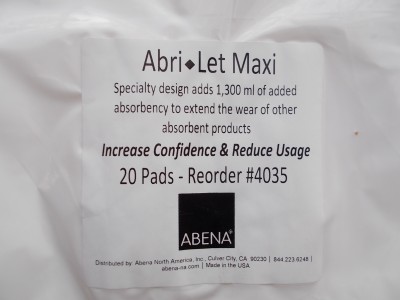 Abri◆Let Maxi
Specialty design adds 1,300 ml of added
absorbency to extend the wear of other
absorbent products
Increase Confidence & Reduce Usage
20 Pads - Reorder #4035
ABENA®
Distributed by Abena North America, Inc., Culver City, CA 90230 | 844.223.6248 |
abena-na.com | Made in the USA